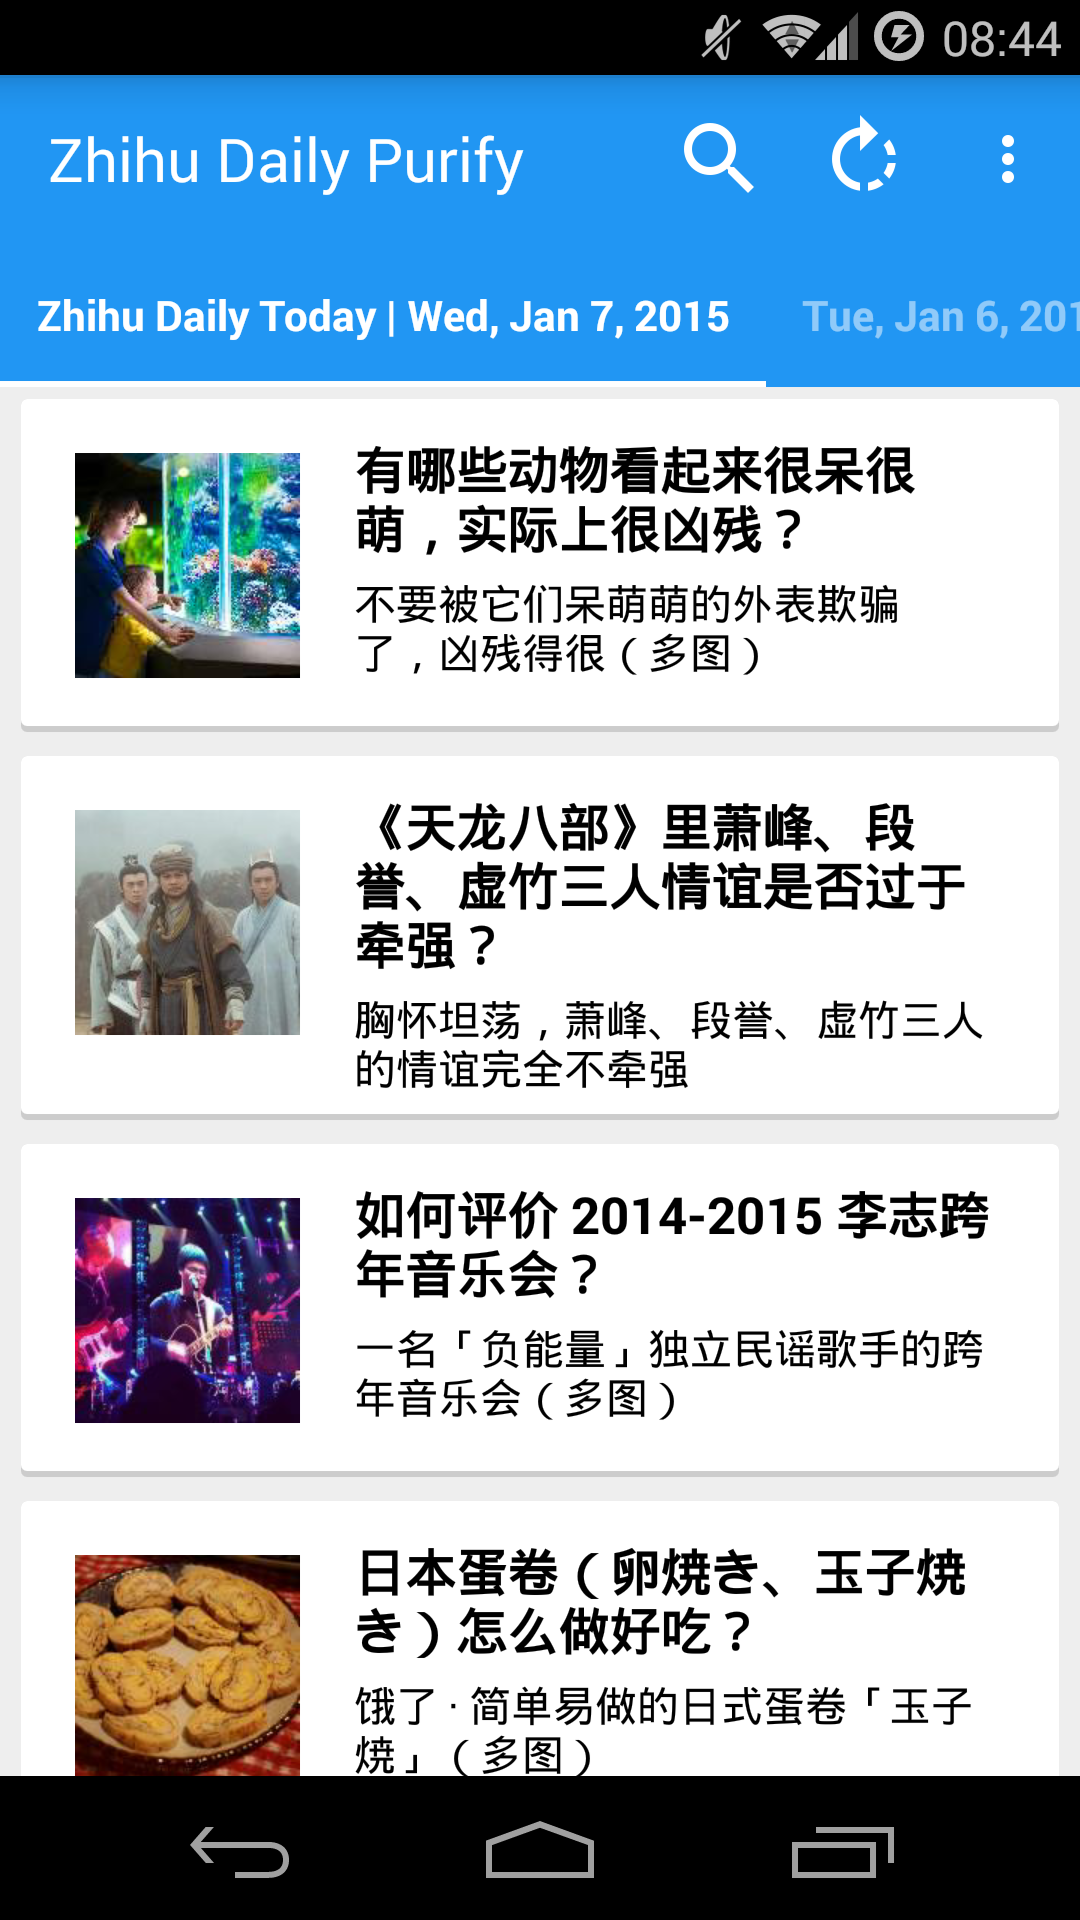 08:44
Zhihu Daily Purify
Zhihu Daily Today | Wed, Jan 7, 2015
Tue, Jan 6, 201
有哪些动物看起来很呆很
萌，实际上很凶残？
不要被它们呆萌萌的外表欺骗
了，凶残得很（多图）
《天龙八部》里萧峰、段
誉、虚竹三人情谊是否过于
牵强？
胸怀坦荡，萧峰、段誉、虚竹三人
的情谊完全不牵强
如何评价 2014-2015 李志跨
年音乐会？
一名「负能量」独立民谣歌手的跨
年音乐会（多图）
日本蛋卷（卵焼き、玉子焼
き）怎么做好吃？
饿了 · 简单易做的日式蛋卷「玉子
焼」（多图）